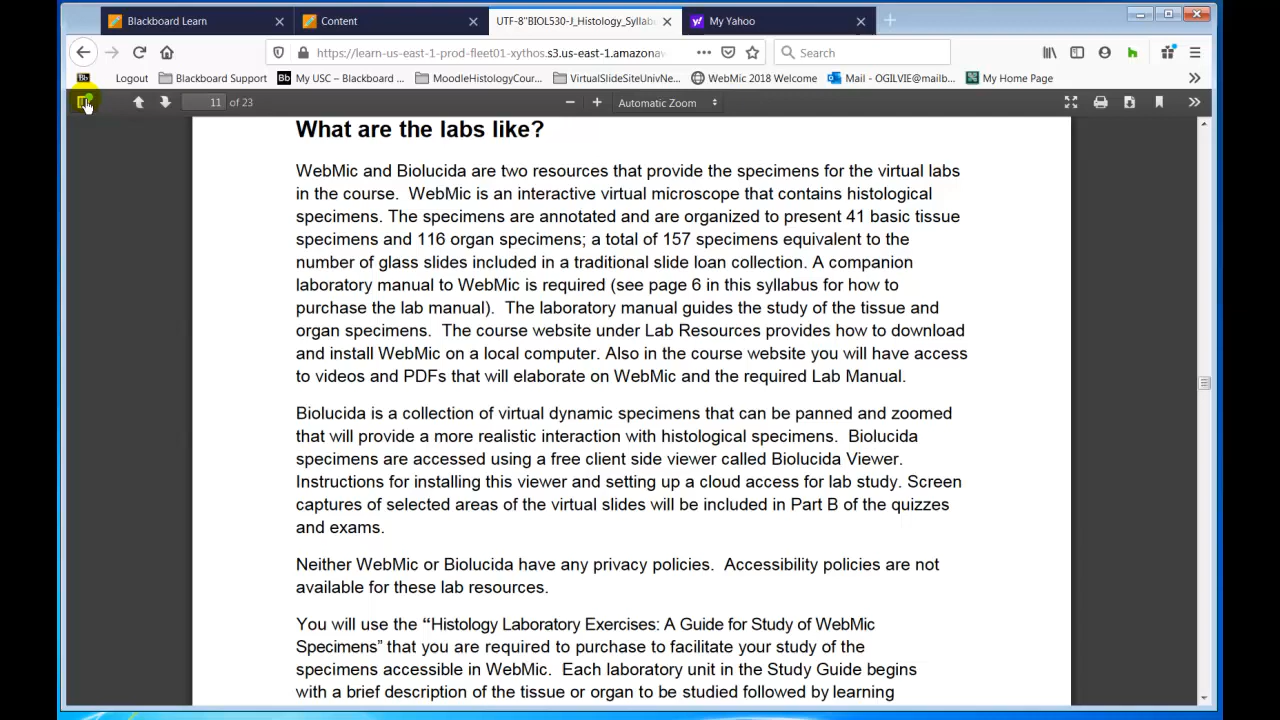 Blackboard Learn
Content
UTF-8''BIOL530-J_Histology_Syllab
My Yahoo
https://learn-us-east-1-prod-fleet01-xythos.s3.us-east-1.amazonaw
Search
Bb
Logout
Blackboard Support
Bb My USC – Blackboard ...
MoodleHistologyCour...
VirtualSlideSiteUnivNe...
WebMic 2018 Welcome
Mail - OGILVIE@mailb...
My Home Page
11 of 23
Automatic Zoom
What are the labs like?
WebMic and Biolucida are two resources that provide the specimens for the virtual labs
in the course. WebMic is an interactive virtual microscope that contains histological
specimens. The specimens are annotated and are organized to present 41 basic tissue
specimens and 116 organ specimens; a total of 157 specimens equivalent to the
number of glass slides included in a traditional slide loan collection. A companion
laboratory manual to WebMic is required (see page 6 in this syllabus for how to
purchase the lab manual). The laboratory manual guides the study of the tissue and
organ specimens. The course website under Lab Resources provides how to download
and install WebMic on a local computer. Also in the course website you will have access
to videos and PDFs that will elaborate on WebMic and the required Lab Manual.
Biolucida is a collection of virtual dynamic specimens that can be panned and zoomed
that will provide a more realistic interaction with histological specimens. Biolucida
specimens are accessed using a free client side viewer called Biolucida Viewer.
Instructions for installing this viewer and setting up a cloud access for lab study. Screen
captures of selected areas of the virtual slides will be included in Part B of the quizzes
and exams.
Neither WebMic or Biolucida have any privacy policies. Accessibility policies are not
available for these lab resources.
You will use the “Histology Laboratory Exercises: A Guide for Study of WebMic
Specimens” that you are required to purchase to facilitate your study of the
specimens accessible in WebMic. Each laboratory unit in the Study Guide begins
with a brief description of the tissue or organ to be studied followed by learning